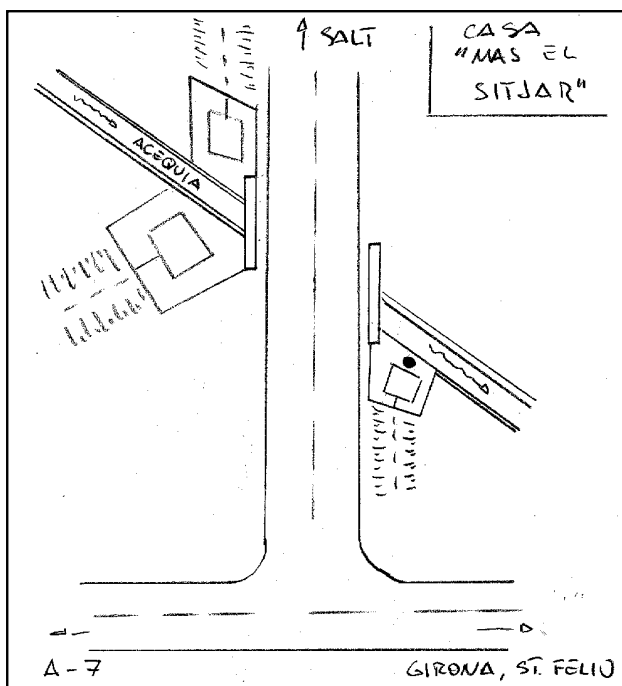 SALT
CASA
"MAS EL
SITJAR"
ACEQUIA
A-7
GIRONA, ST. FELIU